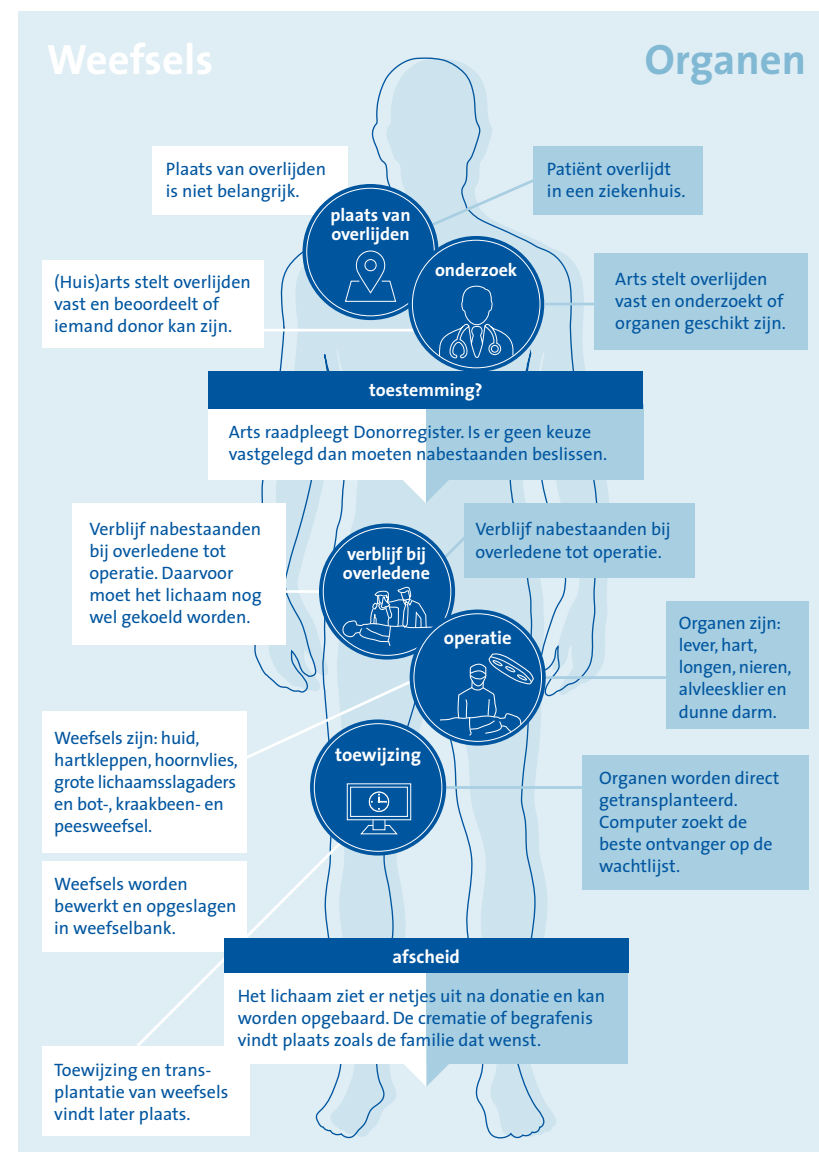 Weefsels
Organen
Plaats van overlijden
is niet belangrijk.
Patiënt overlijdt
in een ziekenhuis.
plaats van
overlijden
onderzoek
(Huis)arts stelt overlijden
vast en beoordeelt of
iemand donor kan zijn.
Arts stelt overlijden
vast en onderzoekt of
organen geschikt zijn.
toestemming?
Arts raadpleegt Donorregister. Is er geen keuze
vastgelegd dan moeten nabestaanden beslissen.
Verblijf nabestaanden
bij overledene tot
operatie. Daarvoor
moet het lichaam nog
wel gekoeld worden.
verblijf bij
overledene
Verblijf nabestaanden bij
overledene tot operatie.
operatie
Organen zijn:
lever, hart,
longen, nieren,
alvleesklier en
dunne darm.
Weefsels zijn: huid,
hartkleppen, hoornvlies,
grote lichaamsslagaders
en bot-, kraakbeen- en
peesweefsel.
toewijzing
Organen worden direct
getransplanteerd.
Computer zoekt de
beste ontvanger op de
wachtlijst.
Weefsels worden
bewerkt en opgeslagen
in weefselbank.
afscheid
Het lichaam ziet er netjes uit na donatie en kan
worden opgebaard. De crematie of begrafenis
vindt plaats zoals de familie dat wenst.
Toewijzing en trans-
plantatie van weefsels
vindt later plaats.